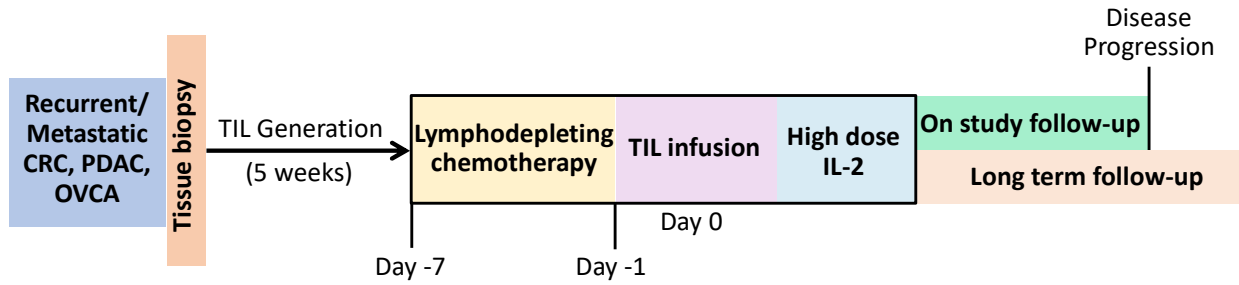 Disease
Progression
Recurrent/
Metastatic
CRC, PDAC,
OVCA
Tissue biopsy
TIL Generation
(5 weeks)
Lymphodepleting
chemotherapy
TIL infusion
High dose
IL-2
On study follow-up
Long term follow-up
Day 0
Day -7
Day -1